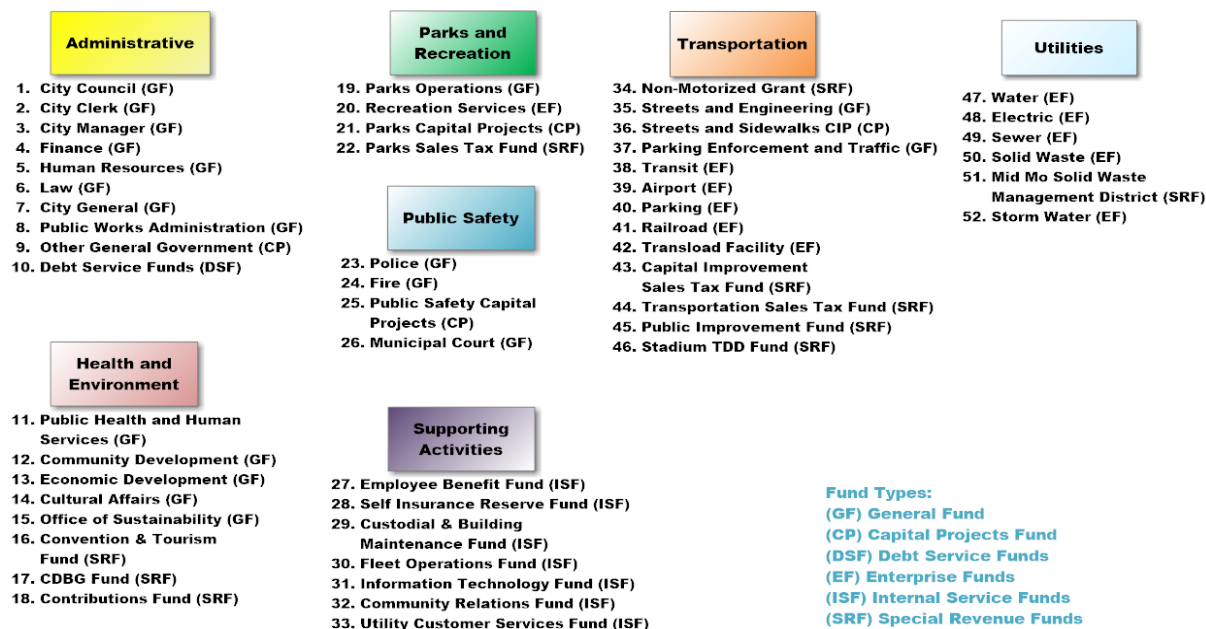 Administrative
1. City Council (GF)
2. City Clerk (GF)
3. City Manager (GF)
4. Finance (GF)
5. Human Resources (GF)
6. Law (GF)
7. City General (GF)
8. Public Works Administration (GF)
9. Other General Government (CP)
10. Debt Service Funds (DSF)
Health and
Environment
11. Public Health and Human
Services (GF)
12. Community Development (GF)
13. Economic Development (GF)
14. Cultural Affairs (GF)
15. Office of Sustainability (GF)
16. Convention & Tourism
Fund (SRF)
17. CDBG Fund (SRF)
18. Contributions Fund (SRF)
Parks and
Recreation
19. Parks Operations (GF)
20. Recreation Services (EF)
21. Parks Capital Projects (CP)
22. Parks Sales Tax Fund (SRF)
Public Safety
23. Police (GF)
24. Fire (GF)
25. Public Safety Capital
Projects (CP)
26. Municipal Court (GF)
Supporting
Activities
27. Employee Benefit Fund (ISF)
28. Self Insurance Reserve Fund (ISF)
29. Custodial & Building
Maintenance Fund (ISF)
30. Fleet Operations Fund (ISF)
31. Information Technology Fund (ISF)
32. Community Relations Fund (ISF)
33. Utility Customer Services Fund (ISF)
Transportation
34. Non-Motorized Grant (SRF)
35. Streets and Engineering (GF)
36. Streets and Sidewalks CIP (CP)
37. Parking Enforcement and Traffic (GF)
38. Transit (EF)
39. Airport (EF)
40. Parking (EF)
41. Railroad (EF)
42. Transload Facility (EF)
43. Capital Improvement
Sales Tax Fund (SRF)
44. Transportation Sales Tax Fund (SRF)
45. Public Improvement Fund (SRF)
46. Stadium TDD Fund (SRF)
Utilities
47. Water (EF)
48. Electric (EF)
49. Sewer (EF)
50. Solid Waste (EF)
51. Mid Mo Solid Waste
Management District (SRF)
52. Storm Water (EF)
Fund Types:
(GF) General Fund
(CP) Capital Projects Fund
(DSF) Debt Service Funds
(EF) Enterprise Funds
(ISF) Internal Service Funds
(SRF) Special Revenue Funds